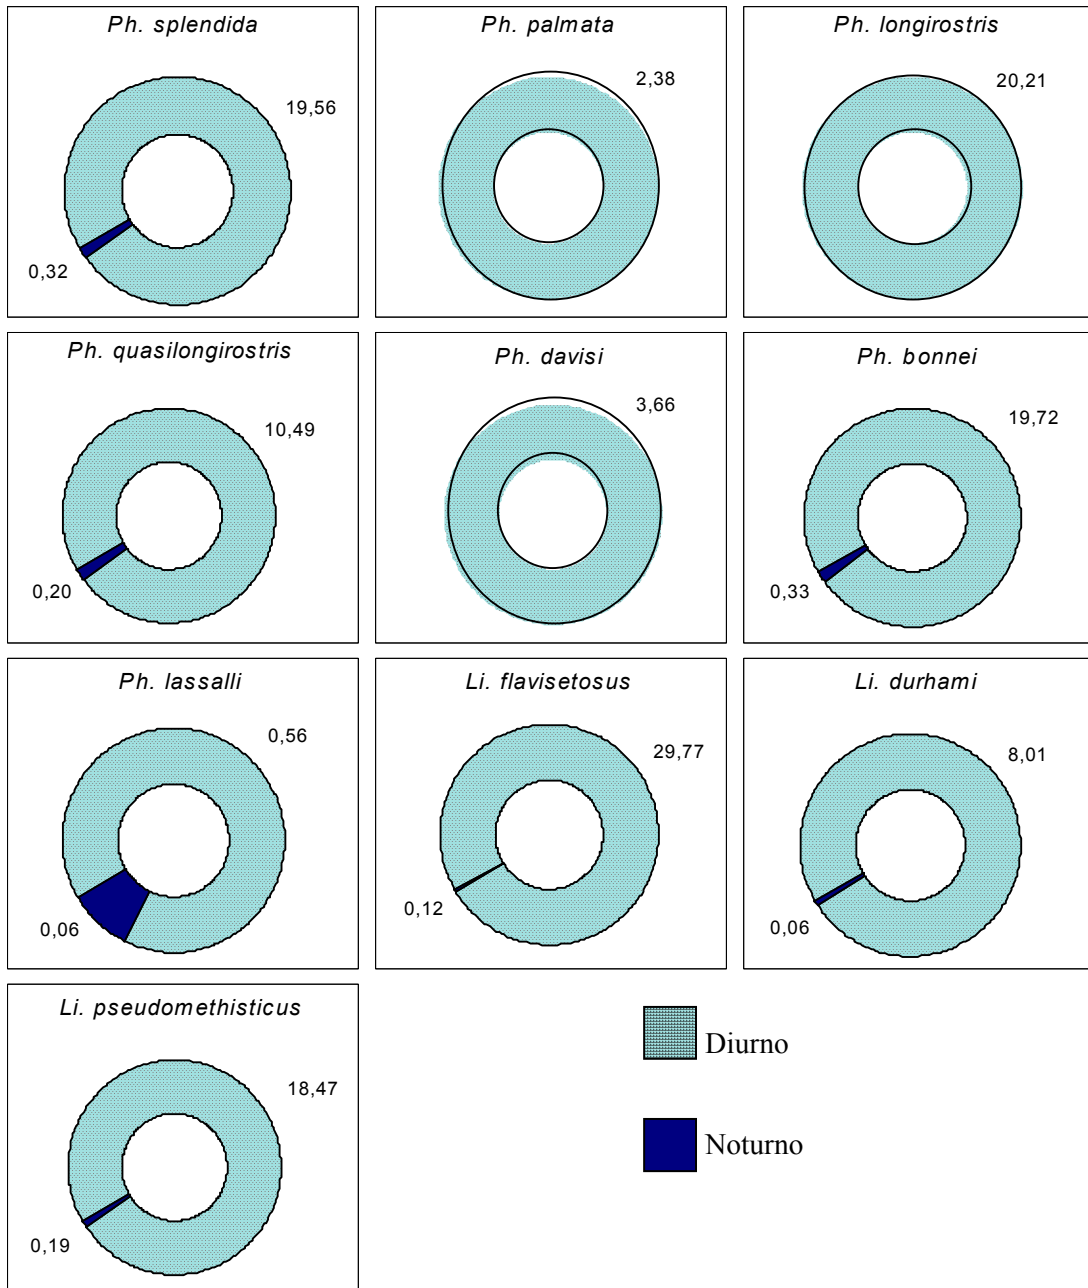 Ph. splendida
19,56
0,32
Ph. palmata
2,38
Ph. longirostris
20,21
Ph. quasilongirostris
10,49
0,20
Ph. davisi
3,66
Ph. bonnei
19,72
0,33
Ph. lassalli
0,56
0,06
Li. flavisetosus
29,77
0,12
Li. durhami
8,01
0,06
Li. pseudomethisticus
18,47
0,19
Diurno
Noturno